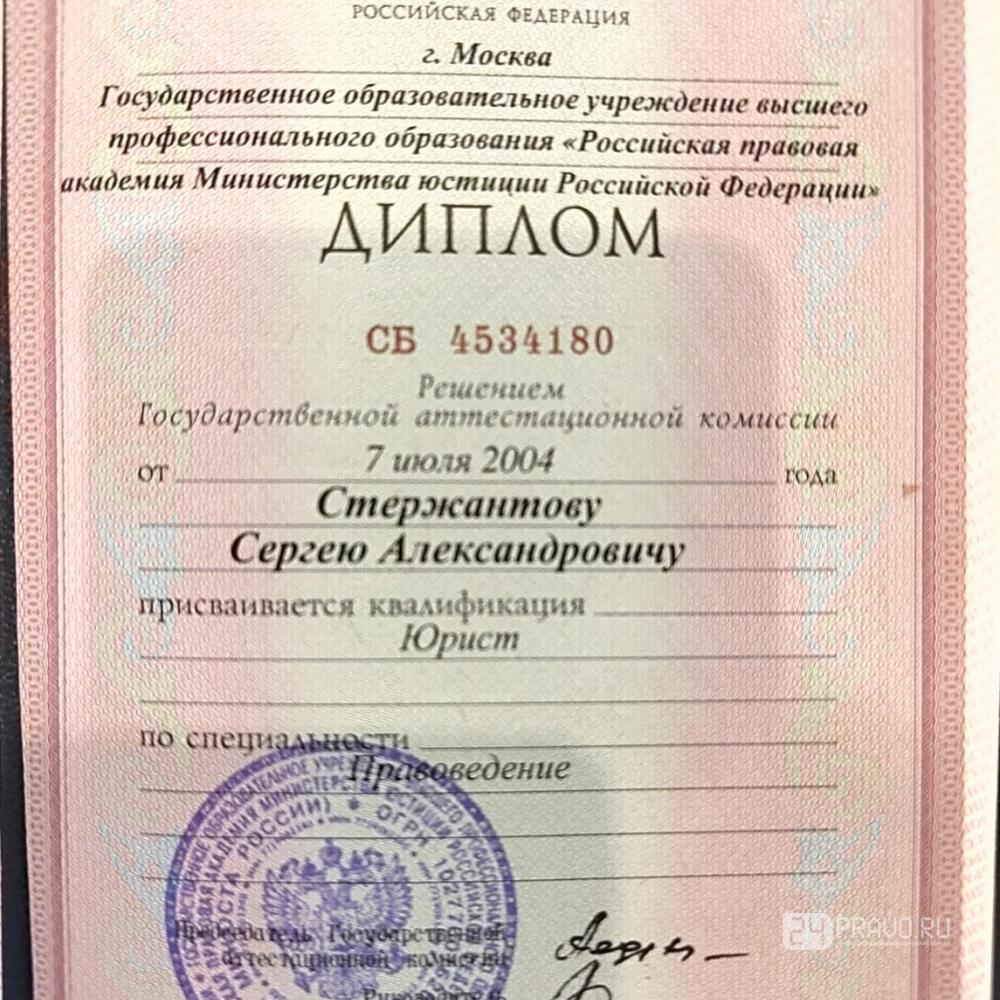 РОССИЙСКАЯ ФЕДЕРАЦИЯ
г. Москва
Государственное образовательное учреждение высшего
профессионального образования «Российская правовая
академия Министерства юстиции Российской Федерации»
ДИПЛОМ
СБ 4534180
Решением
Государственной аттестационной комиссии
от 7 июля 2004 года
Стержантову
Сергею Александровичу
присваивается квалификация
Юрист
по специальности
Правоведение
Председатель Государственной
аттестационной комиссии
Руководитель
24 PRAVO.RU